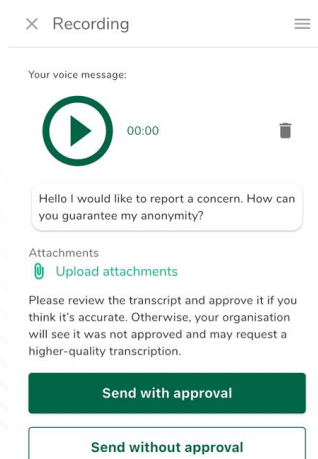 Recording
Your voice message:
00:00
Hello I would like to report a concern. How can
you guarantee my anonymity?
Attachments
Upload attachments
Please review the transcript and approve it if you
think it's accurate. Otherwise, your organisation
will see it was not approved and may request a
higher-quality transcription.
Send with approval
Send without approval